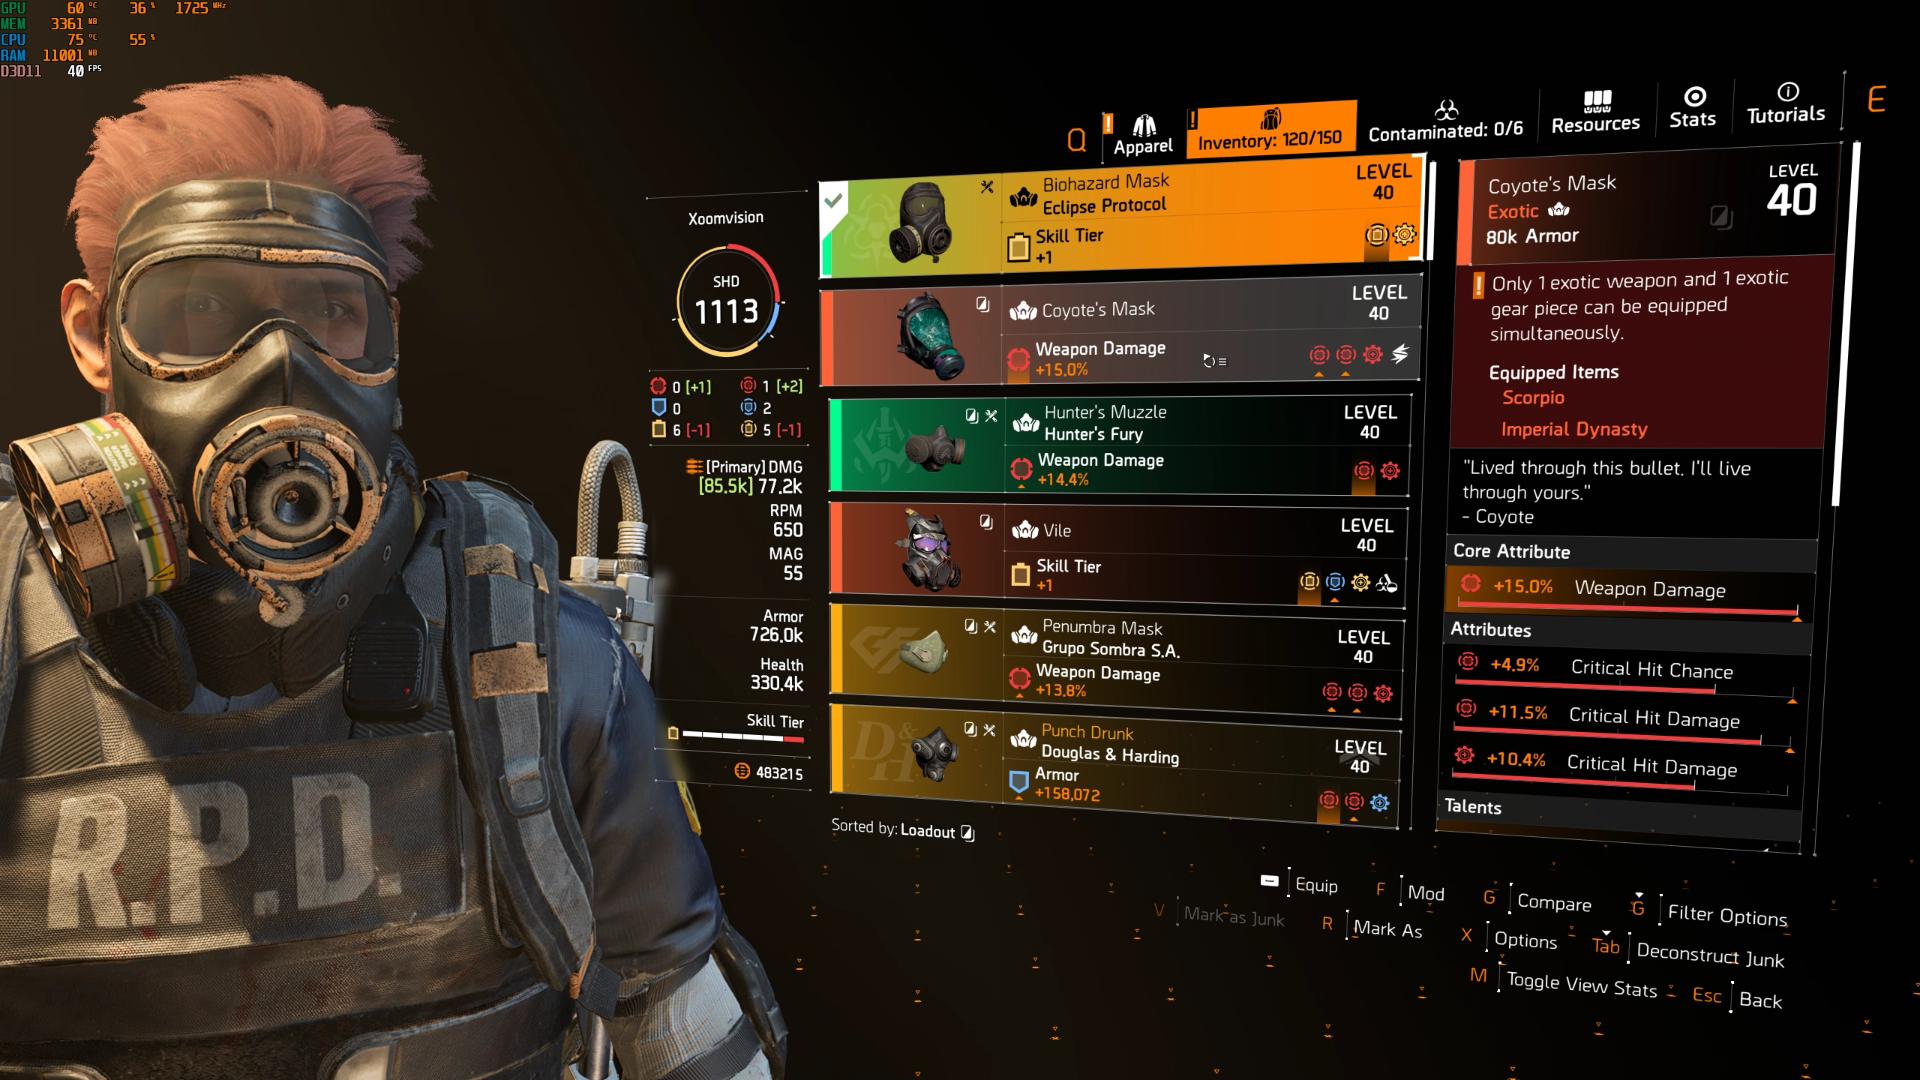 GPU 60 °C 36 % 1725 MHz
MEM 3361 MB
CPU 75 °C 55 %
RAM 11001 MB
D3D11 40 FPS
Q
Apparel
Inventory: 120/150
Contaminated: 0/6
Resources
Stats
Tutorials
E
Xoomvision
SHD
1113
0 [+1] 1 [+2]
0 2
6 [-1] 5 [-1]
[Primary] DMG
[85.5k] 77.2k
RPM
650
MAG
55
Armor
726.0k
Health
330.4k
Skill Tier
483215
Biohazard Mask
Eclipse Protocol
LEVEL
40
Skill Tier
+1
Coyote's Mask
LEVEL
40
Weapon Damage
+15.0%
Hunter's Muzzle
Hunter's Fury
LEVEL
40
Weapon Damage
+14.4%
Vile
LEVEL
40
Skill Tier
+1
Penumbra Mask
Grupo Sombra S.A.
LEVEL
40
Weapon Damage
+13.8%
D&H
Punch Drunk
Douglas & Harding
LEVEL
40
Armor
+158,072
Sorted by: Loadout
Coyote's Mask
Exotic
80k Armor
LEVEL
40
Only 1 exotic weapon and 1 exotic
gear piece can be equipped
simultaneously.
Equipped Items
Scorpio
Imperial Dynasty
"Lived through this bullet. I'll live
through yours."
- Coyote
Core Attribute
+15.0% Weapon Damage
Attributes
+4.9% Critical Hit Chance
+11.5% Critical Hit Damage
+10.4% Critical Hit Damage
Talents
Equip
F Mod
G Compare
G Filter Options
V Mark as Junk
R Mark As
X Options
Tab Deconstruct Junk
M Toggle View Stats
Esc Back
R.P.D.